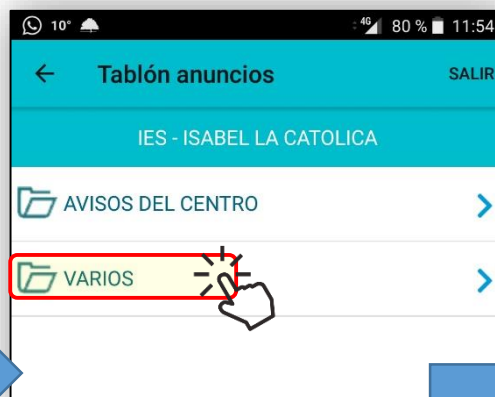 10° 4G 80 % 11:54
Tablón anuncios SALIR
IES - ISABEL LA CATOLICA
AVISOS DEL CENTRO
VARIOS